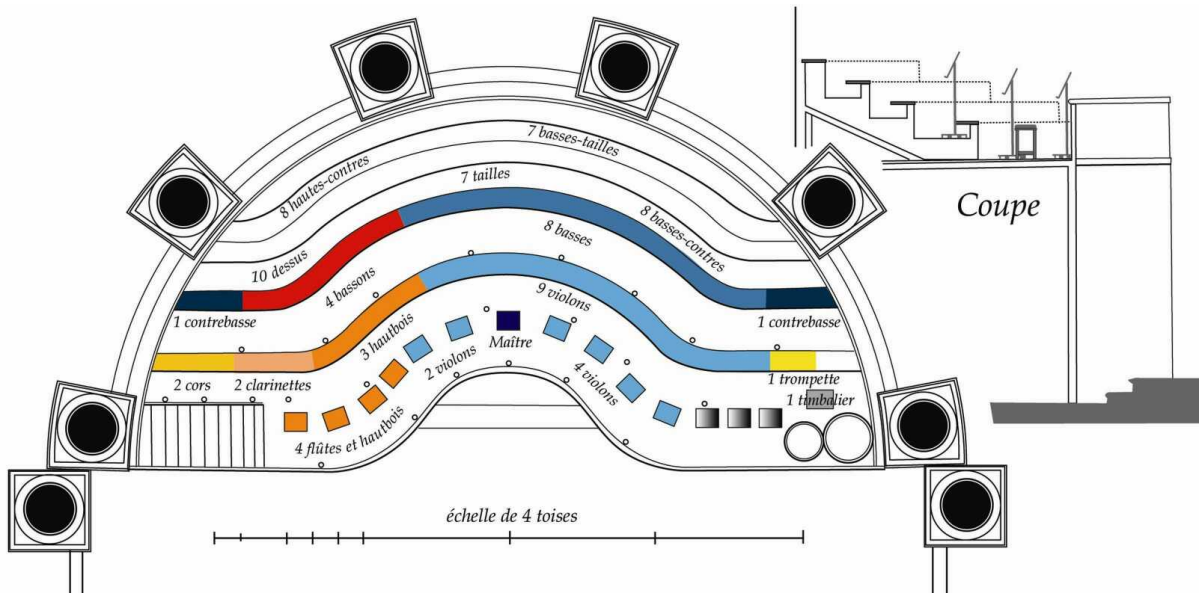 7 basses-tailles
8 hautes-contres
7 tailles
Coupe
8 basses-contres
8 basses
10 dessus
4 bassons
9 violons
1 contrebasse
1 contrebasse
3 hautbois
Maître
2 violons
4 violons
2 cors
2 clarinettes
1 trompette
1 timbalier
4 flûtes et hautbois
échelle de 4 toises